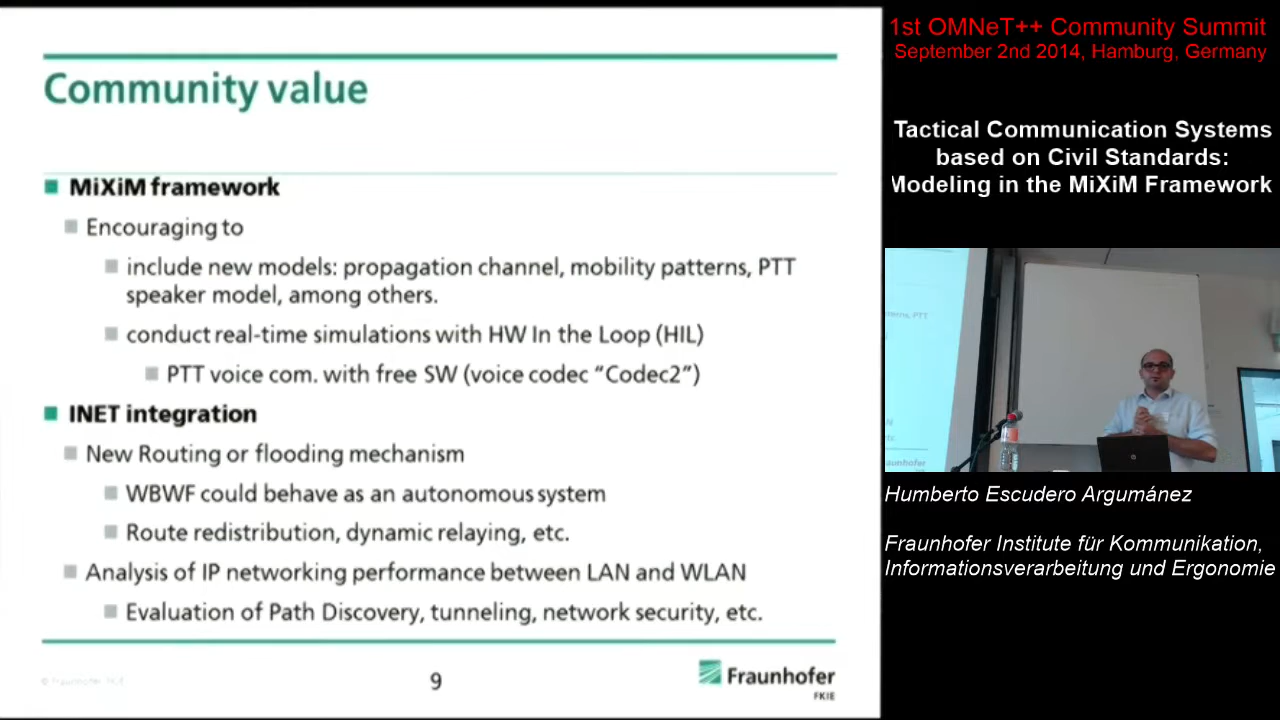 Community value
MiXiM framework
Encouraging to
include new models: propagation channel, mobility patterns, PTT
speaker model, among others.
conduct real-time simulations with HW In the Loop (HIL)
PTT voice com. with free SW (voice codec “Codec2”)
INET integration
New Routing or flooding mechanism
WBWF could behave as an autonomous system
Route redistribution, dynamic relaying, etc.
Analysis of IP networking performance between LAN and WLAN
Evaluation of Path Discovery, tunneling, network security, etc.
© Fraunhofer FKIE
9
Fraunhofer
FKIE
1st OMNeT++ Community Summit
September 2nd 2014, Hamburg, Germany
Tactical Communication Systems
based on Civil Standards:
Modeling in the MiXiM Framework
Humberto Escudero Argumánez
Fraunhofer Institute für Kommunikation,
Informationsverarbeitung und Ergonomie